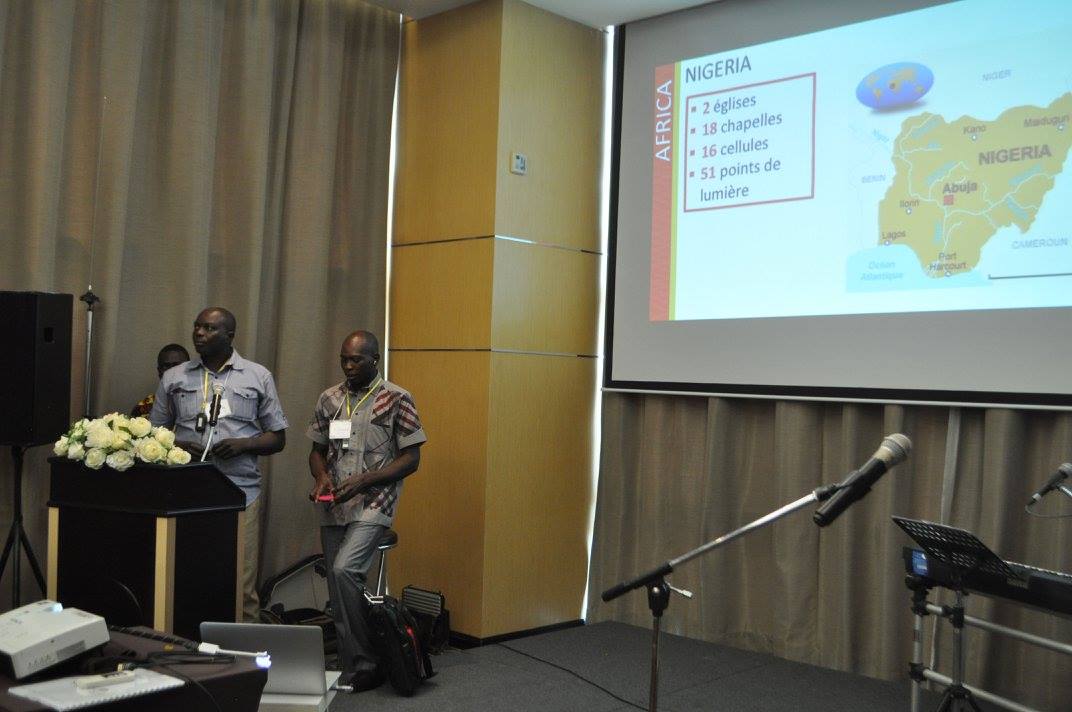 AFRICA
NIGERIA
2 églises
18 chapelles
16 cellules
51 points de
lumière
NIGER
Kano
Maiduguri
NIGERIA
BENIN
Abuja
Ilorin
Lagos
CAMEROUN
Port
Harcourt
Océan
Atlantique